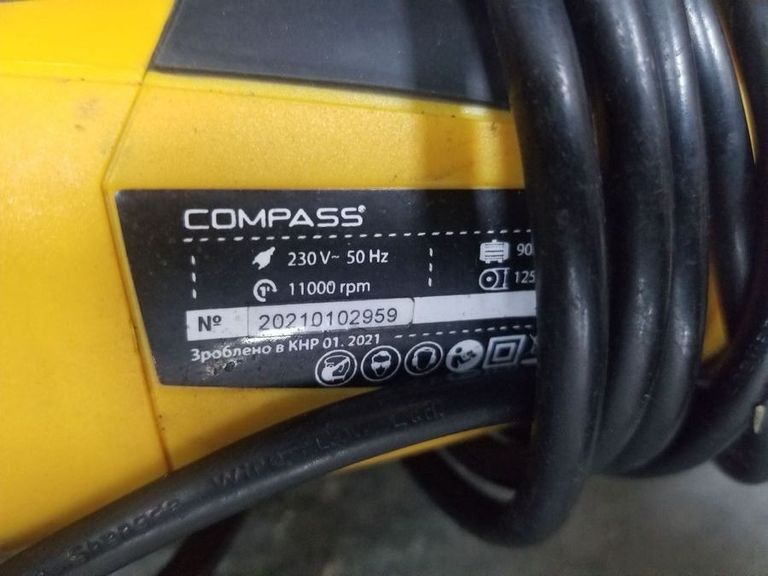 COMPASS®
230 V~ 50 Hz
11000 rpm
№ 20210102959
Зроблено в КНР 01. 2021